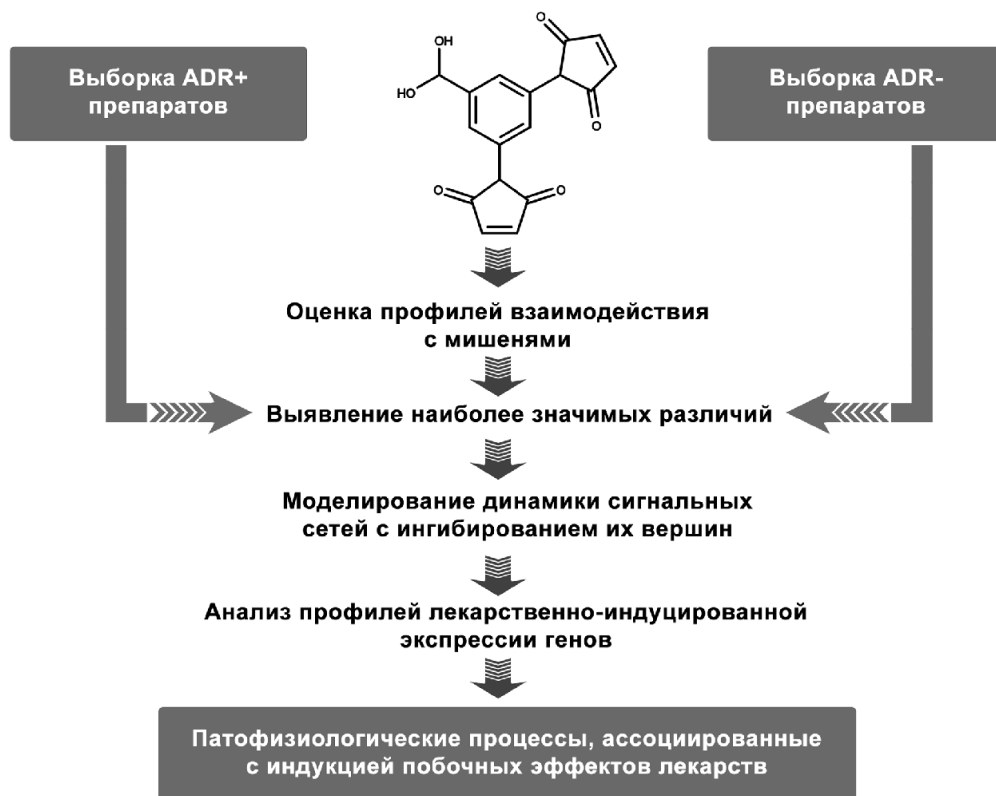 Выборка ADR+
препаратов
OH
HO
O
O
O
O
Выборка ADR-
препаратов
Оценка профилей взаимодействия
с мишенями
Выявление наиболее значимых различий
Моделирование динамики сигнальных
сетей с ингибированием их вершин
Анализ профилей лекарственно-индуцированной
экспрессии генов
Патофизиологические процессы, ассоциированные
с индукцией побочных эффектов лекарств